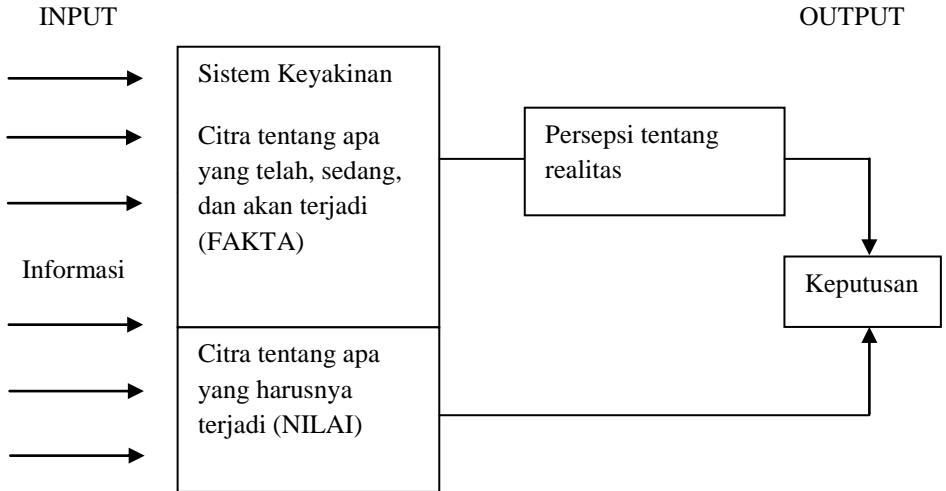 INPUT
OUTPUT
Informasi
Sistem Keyakinan
Citra tentang apa
yang telah, sedang,
dan akan terjadi
(FAKTA)
Citra tentang apa
yang harusnya
terjadi (NILAI)
Persepsi tentang
realitas
Keputusan